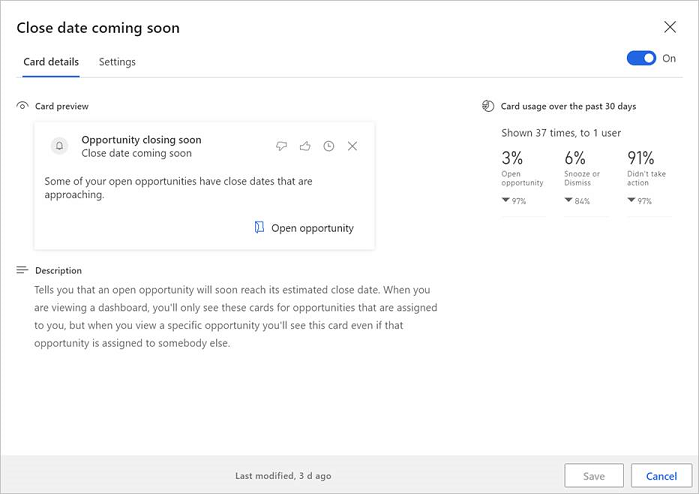 Close date coming soon
Card details
Settings
On
Card preview
Opportunity closing soon
Close date coming soon
Some of your open opportunities have close dates that are
approaching.
Open opportunity
Card usage over the past 30 days
Shown 37 times, to 1 user
3%
6%
91%
Open
opportunity
Snooze or
Dismiss
Didn't take
action
97%
84%
97%
Description
Tells you that an open opportunity will soon reach its estimated close date. When you
are viewing a dashboard, you'll only see these cards for opportunities that are assigned
to you, but when you view a specific opportunity you'll see this card even if that
opportunity is assigned to somebody else.
Last modified, 3 d ago
Save
Cancel